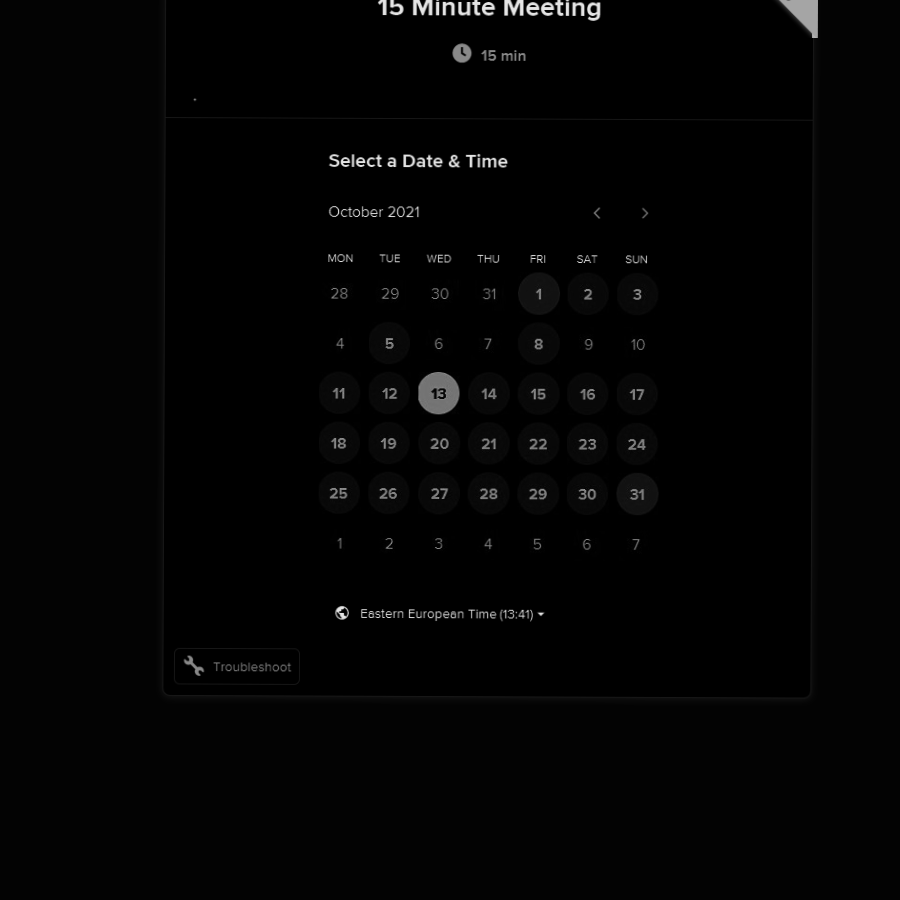 15 Minute Meeting
15 min
.
Select a Date & Time
October 2021
MON TUE WED THU FRI SAT SUN
28 29 30 31 1 2 3
4 5 6 7 8 9 10
11 12 13 14 15 16 17
18 19 20 21 22 23 24
25 26 27 28 29 30 31
1 2 3 4 5 6 7
Eastern European Time (13:41)
Troubleshoot